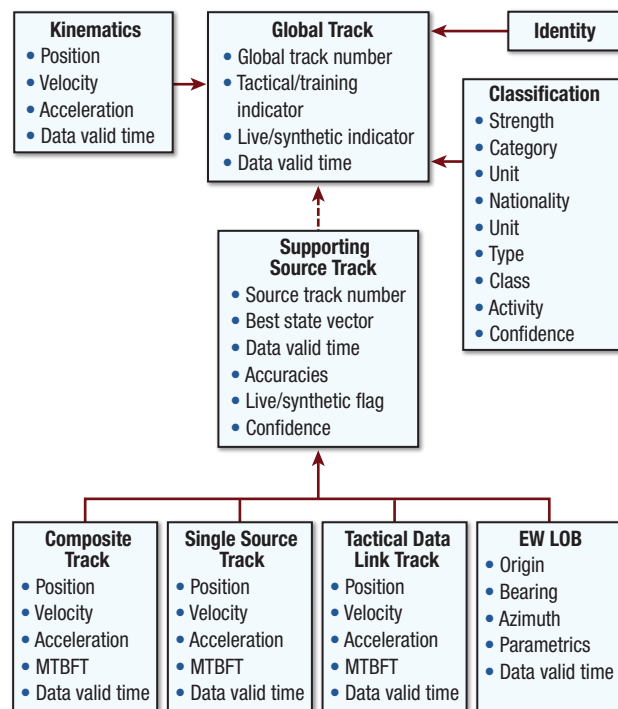 Kinematics
• Position
• Velocity
• Acceleration
• Data valid time
Global Track
• Global track number
• Tactical/training
indicator
• Live/synthetic indicator
• Data valid time
Identity
Classification
• Strength
• Category
• Unit
• Nationality
• Unit
• Type
• Class
• Activity
• Confidence
Supporting
Source Track
• Source track number
• Best state vector
• Data valid time
• Accuracies
• Live/synthetic flag
• Confidence
Composite
Track
• Position
• Velocity
• Acceleration
• MTBFT
• Data valid time
Single Source
Track
• Position
• Velocity
• Acceleration
• MTBFT
• Data valid time
Tactical Data
Link Track
• Position
• Velocity
• Acceleration
• MTBFT
• Data valid time
EW LOB
• Origin
• Bearing
• Azimuth
• Parametrics
• Data valid time